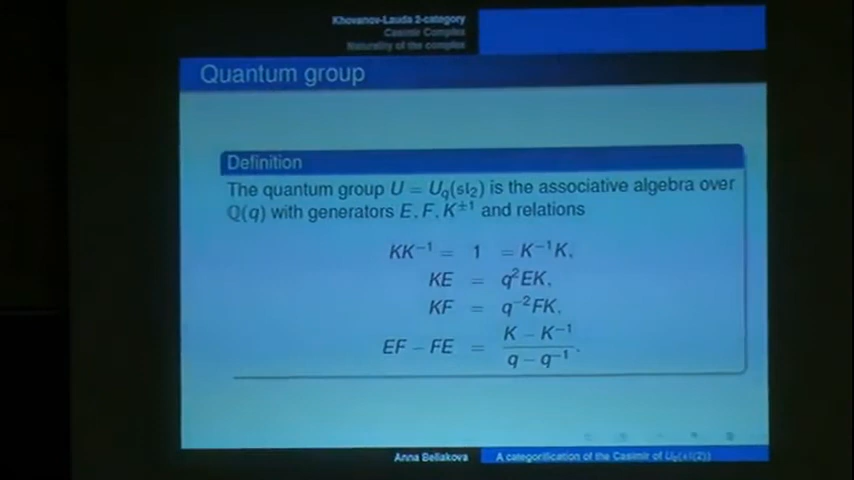 Khovanov-Lauda 2-category
Casimir Complex
Naturality of the complex
Quantum group
Definition
The quantum group U = U_q(sl_2) is the associative algebra over
ℚ(q) with generators E, F, K^{±1} and relations
KK^{-1} = 1 = K^{-1}K,
KE = q^2EK,
KF = q^{-2}FK,
EF − FE = \frac{K − K^{-1}}{q − q^{-1}}.
Anna Beliakova
A categorification of the Casimir of U_q(sl(2))